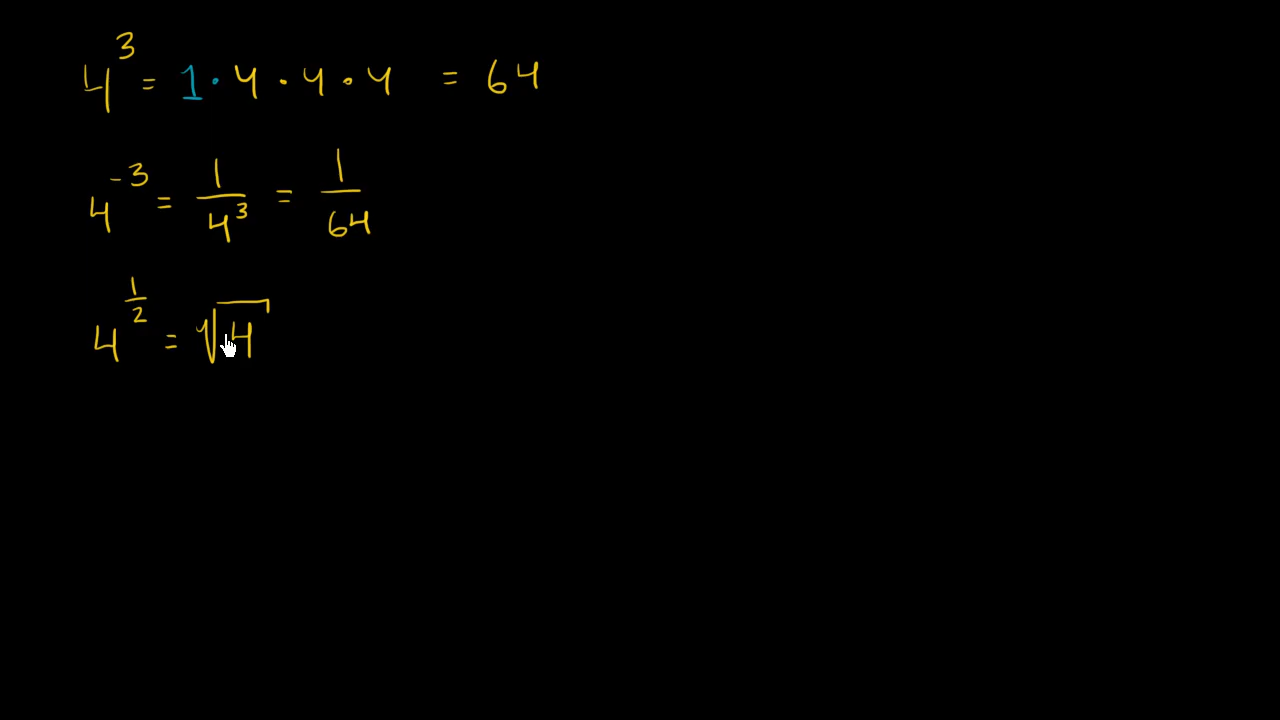 4³ = 1 · 4 · 4 · 4 = 64
4⁻³ = 1/4³ = 1/64
4^(1/2) = √4